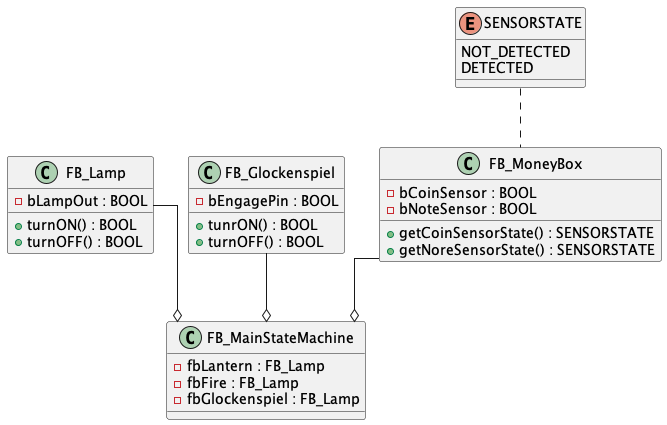 E SENSORSTATE
NOT_DETECTED
DETECTED
C FB_Lamp
bLampOut : BOOL
turnON() : BOOL
turnOFF() : BOOL
C FB_Glockenspiel
bEngagePin : BOOL
tunrON() : BOOL
turnOFF() : BOOL
C FB_MoneyBox
bCoinSensor : BOOL
bNoteSensor : BOOL
getCoinSensorState() : SENSORSTATE
getNoreSensorState() : SENSORSTATE
C FB_MainStateMachine
fbLantern : FB_Lamp
fbFire : FB_Lamp
fbGlockenspiel : FB_Lamp